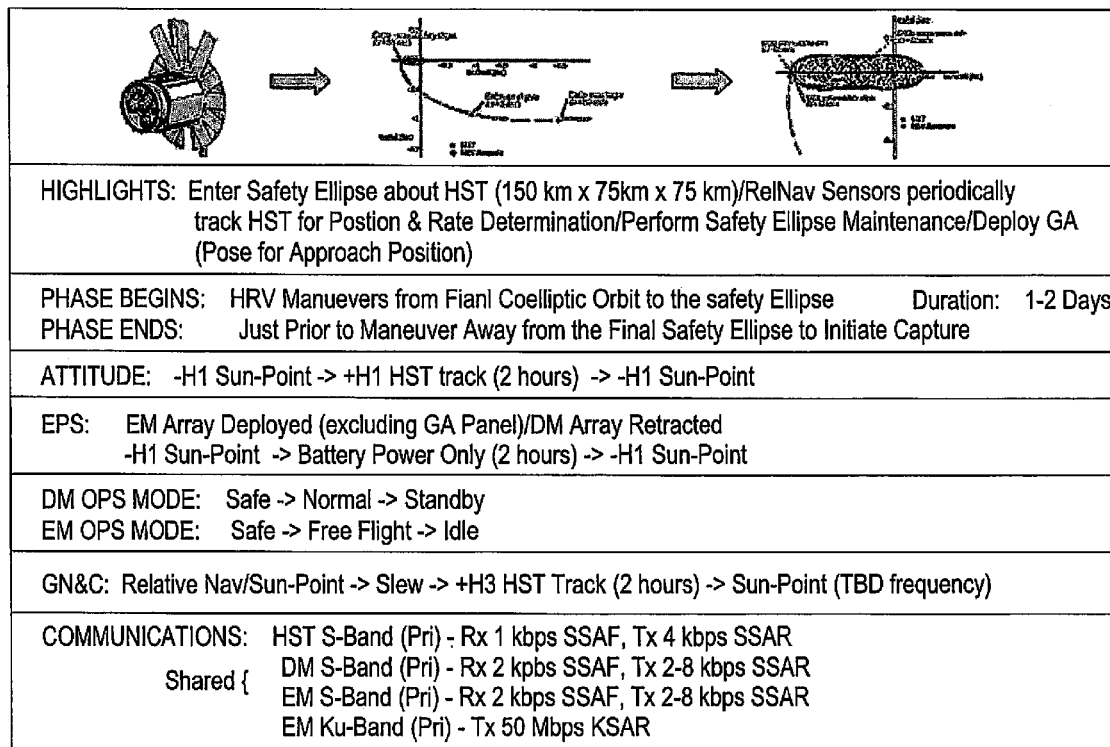 HIGHLIGHTS: Enter Safety Ellipse about HST (150 km x 75km x 75 km)/RelNav Sensors periodically
track HST for Postion & Rate Determination/Perform Safety Ellipse Maintenance/Deploy GA
(Pose for Approach Position)
PHASE BEGINS: HRV Manuevers from Fianl Coelliptic Orbit to the safety Ellipse Duration: 1-2 Days
PHASE ENDS: Just Prior to Maneuver Away from the Final Safety Ellipse to Initiate Capture
ATTITUDE: -H1 Sun-Point -> +H1 HST track (2 hours) -> -H1 Sun-Point
EPS: EM Array Deployed (excluding GA Panel)/DM Array Retracted
-H1 Sun-Point -> Battery Power Only (2 hours) -> -H1 Sun-Point
DM OPS MODE: Safe -> Normal -> Standby
EM OPS MODE: Safe -> Free Flight -> Idle
GN&C: Relative Nav/Sun-Point -> Slew -> +H3 HST Track (2 hours) -> Sun-Point (TBD frequency)
COMMUNICATIONS: HST S-Band (Pri) - Rx 1 kbps SSAF, Tx 4 kbps SSAR
Shared { DM S-Band (Pri) - Rx 2 kpbs SSAF, Tx 2-8 kbps SSAR
EM S-Band (Pri) - Rx 2 kbps SSAF, Tx 2-8 kbps SSAR
EM Ku-Band (Pri) - Tx 50 Mbps KSAR